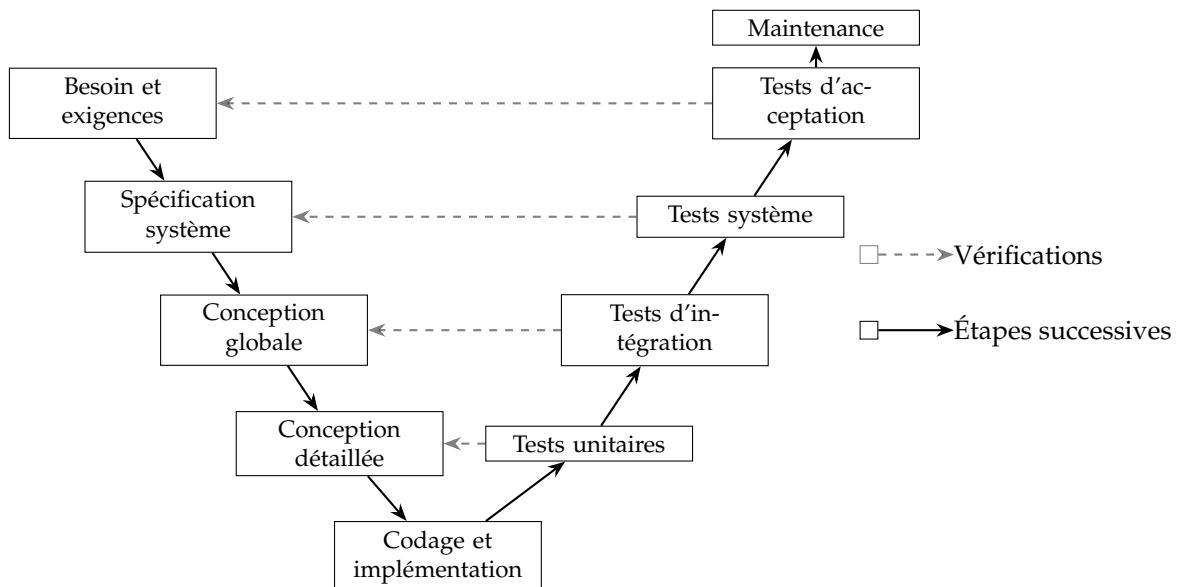 Maintenance
Besoin et
exigences
Tests d'ac-
ceptation
Spécification
système
Tests système
Vérifications
Conception
globale
Tests d'in-
tégration
Étapes successives
Conception
détaillée
Tests unitaires
Codage et
implémentation